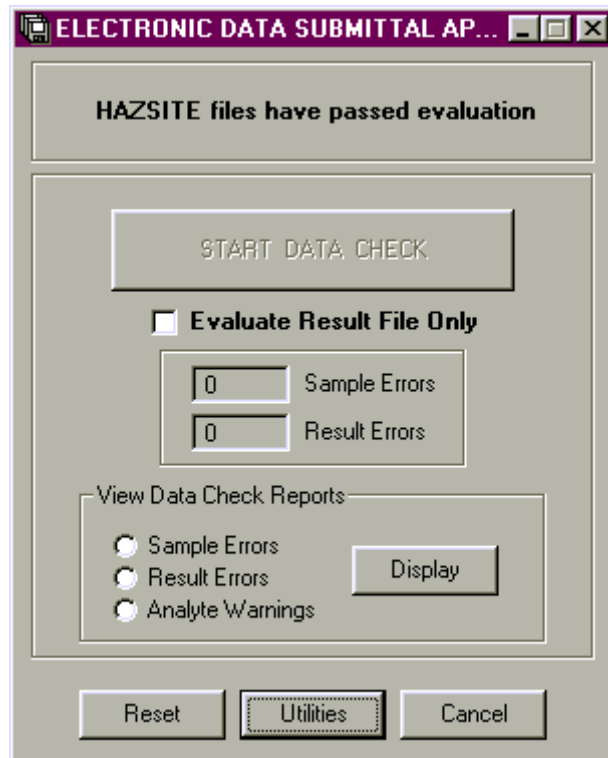 ELECTRONIC DATA SUBMITTAL AP...
HAZSITE files have passed evaluation
START DATA CHECK
Evaluate Result File Only
0 Sample Errors
0 Result Errors
View Data Check Reports
Sample Errors
Result Errors
Display
Analyte Warnings
Reset Utilities Cancel